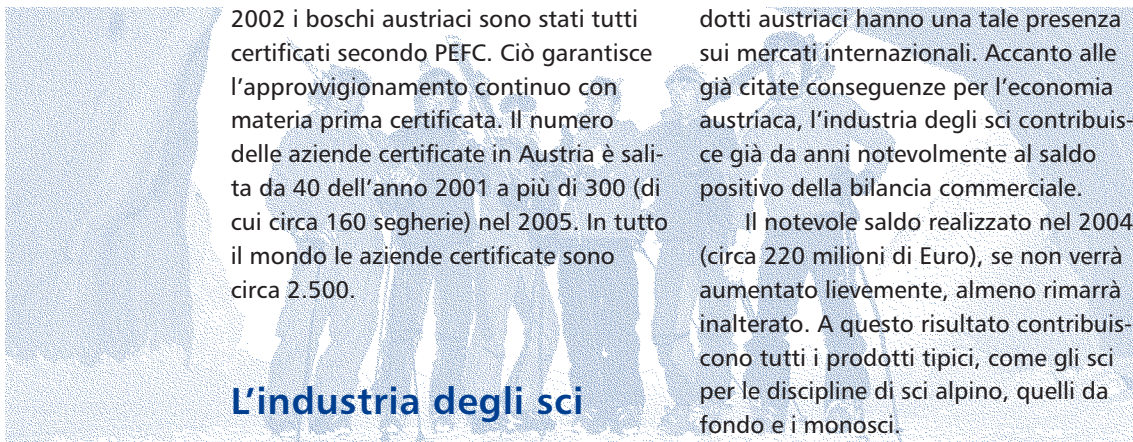 2002 i boschi austriaci sono stati tutti
certificati secondo PEFC. Ciò garantisce
l'approvvigionamento continuo con
materia prima certificata. Il numero
delle aziende certificate in Austria è sali-
ta da 40 dell'anno 2001 a più di 300 (di
cui circa 160 segherie) nel 2005. In tutto
il mondo le aziende certificate sono
circa 2.500.
L'industria degli sci
dotti austriaci hanno una tale presenza
sui mercati internazionali. Accanto alle
già citate conseguenze per l'economia
austriaca, l'industria degli sci contribuis-
ce già da anni notevolmente al saldo
positivo della bilancia commerciale.
Il notevole saldo realizzato nel 2004
(circa 220 milioni di Euro), se non verrà
aumentato lievemente, almeno rimarrà
inalterato. A questo risultato contribuis-
cono tutti i prodotti tipici, come gli sci
per le discipline di sci alpino, quelli da
fondo e i monosci.